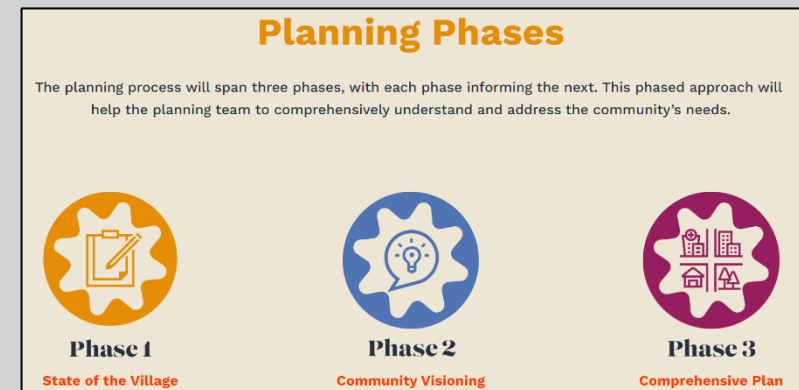 Planning Phases
The planning process will span three phases, with each phase informing the next. This phased approach will
help the planning team to comprehensively understand and address the community's needs.
Phase 1
Phase 2
Phase 3
State of the Village
Community Visioning
Comprehensive Plan